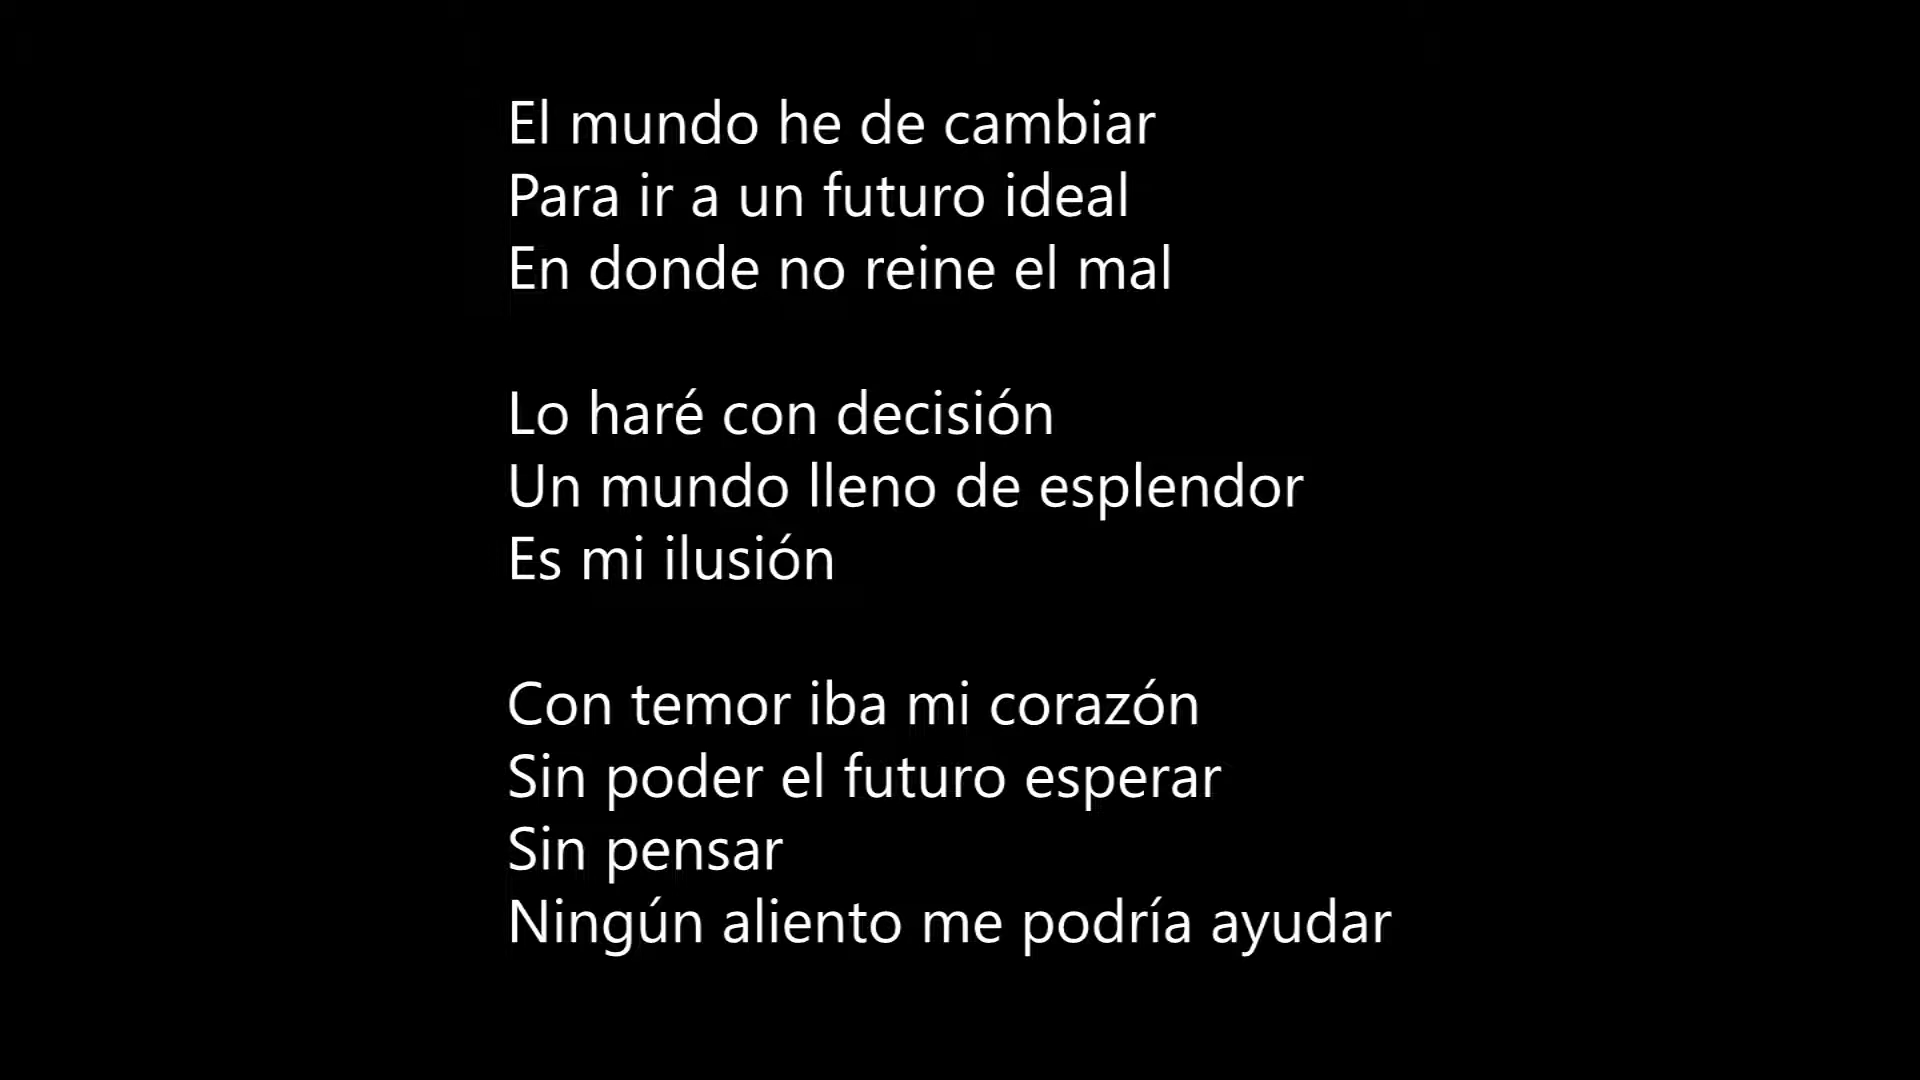 El mundo he de cambiar
Para ir a un futuro ideal
En donde no reine el mal
Lo haré con decisión
Un mundo lleno de esplendor
Es mi ilusión
Con temor iba mi corazón
Sin poder el futuro esperar
Sin pensar
Ningún aliento me podría ayudar